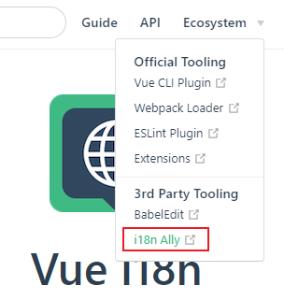 Guide API Ecosystem
Official Tooling
Vue CLI Plugin
Webpack Loader
ESLint Plugin
Extensions
3rd Party Tooling
BabelEdit
i18n Ally
Vue I18n